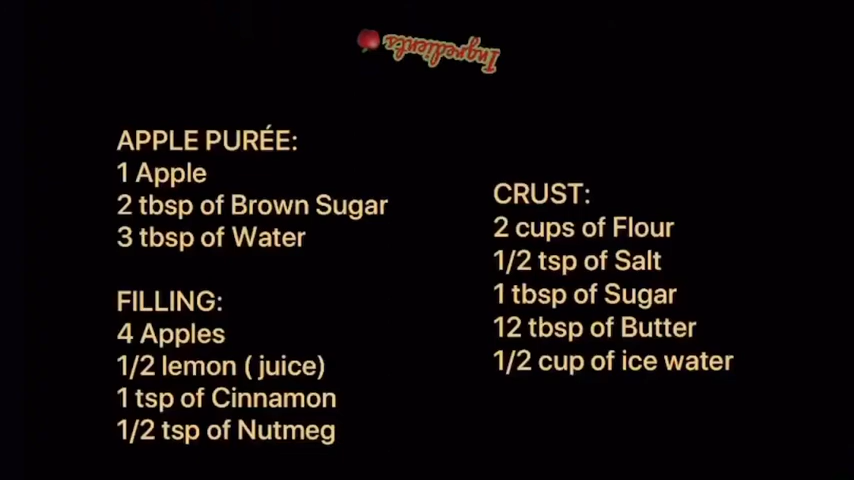 Ingredients
APPLE PURÉE:
1 Apple
2 tbsp of Brown Sugar
3 tbsp of Water
FILLING:
4 Apples
1/2 lemon ( juice)
1 tsp of Cinnamon
1/2 tsp of Nutmeg
CRUST:
2 cups of Flour
1/2 tsp of Salt
1 tbsp of Sugar
12 tbsp of Butter
1/2 cup of ice water